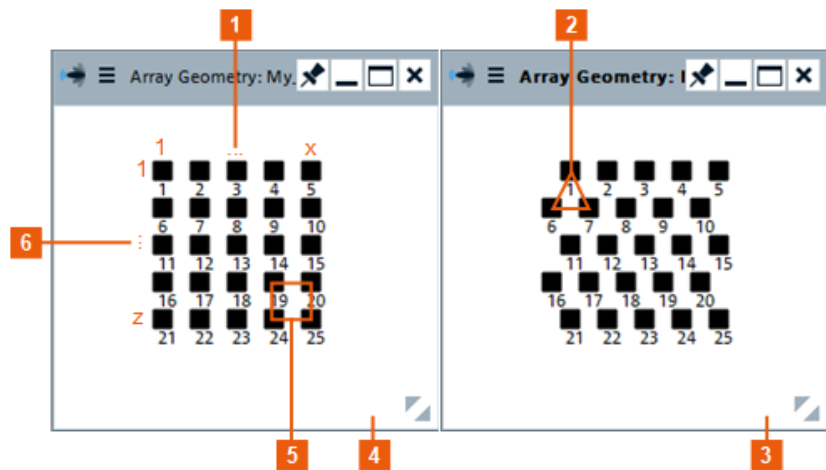 1 2
Array Geometry: My_ Array Geometry: I
1 ... x
1
1 2 3 4 5 1 2 3 4 5
6 7 8 9 10 6 7 8 9 10
6 ⋮
11 12 13 14 15 11 12 13 14 15
16 17 18 19 20 16 17 18 19 20
z
21 22 23 24 25 21 22 23 24 25
5 4 3